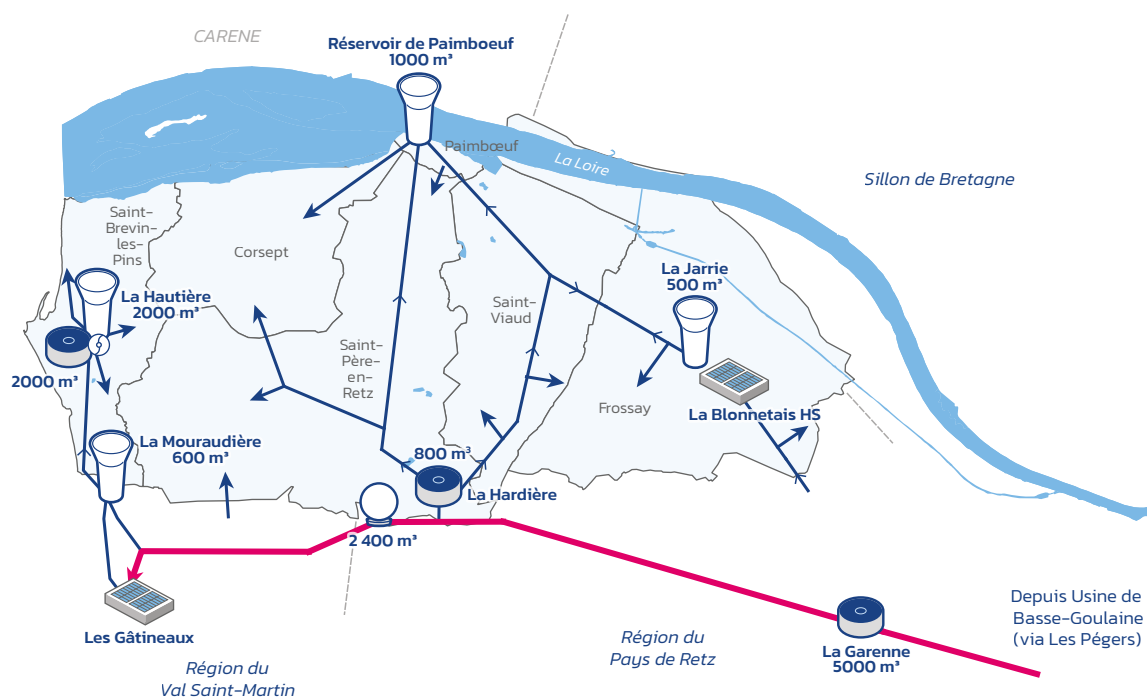 CARENE
Réservoir de Paimboeuf
1000 m³
Paimbœuf
La Loire
Sillon de Bretagne
Saint-
Brevin-
les-
Pins
Corsept
La Jarrie
500 m³
La Hautière
2000 m³
Saint-
Viaud
2000 m³
Saint-
Père-
en-
Retz
Frossay
La Blonnetais HS
La Mouraudière
600 m³
800 m³
La Hardière
2 400 m³
Les Gâtineaux
Depuis Usine de
Basse-Goulaine
(via Les Pégers)
Région du
Pays de Retz
La Garenne
5000 m³
Région du
Val Saint-Martin